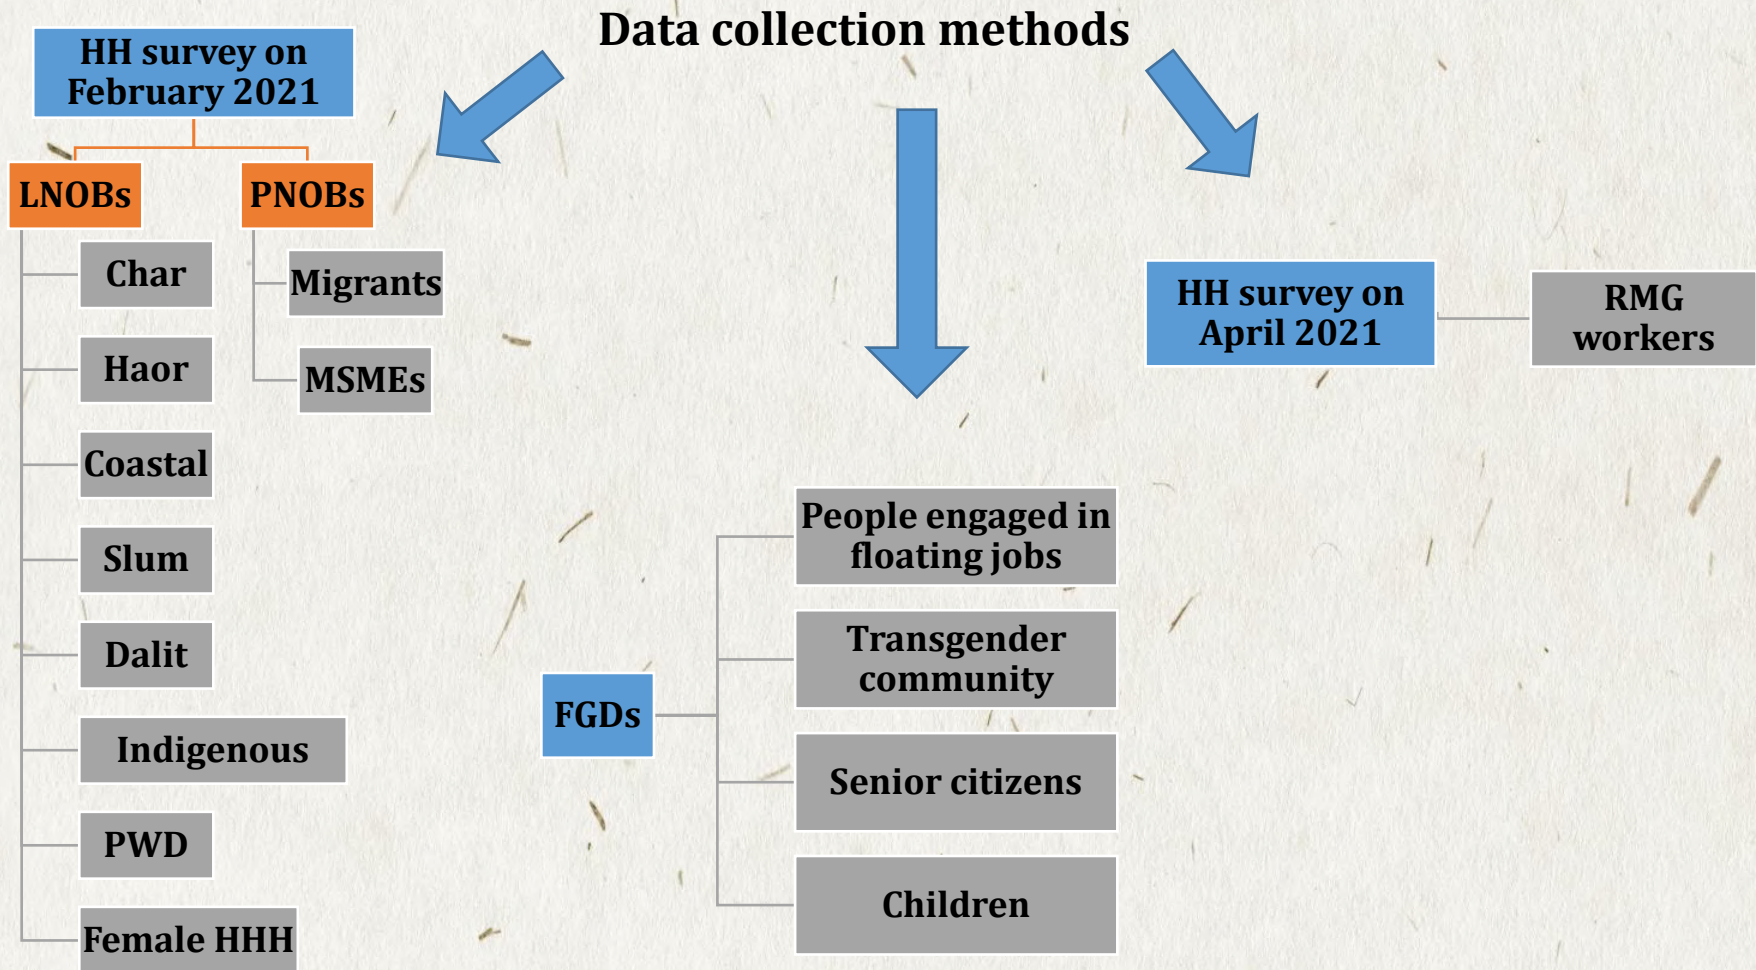 Data collection methods
HH survey on
February 2021
LNOBs
Char
Haor
Coastal
Slum
Dalit
Indigenous
PWD
Female HHH
PNOBs
Migrants
MSMEs
FGDs
People engaged in
floating jobs
Transgender
community
Senior citizens
Children
HH survey on
April 2021
RMG
workers